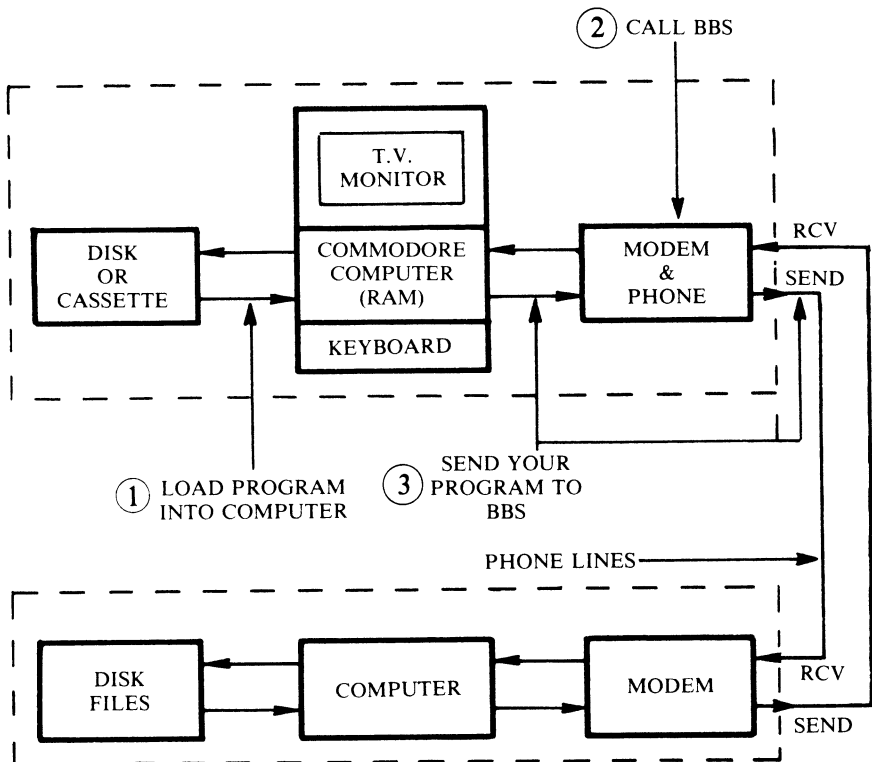 2 CALL BBS
T.V.
MONITOR
DISK
OR
CASSETTE
COMMODORE
COMPUTER
(RAM)
KEYBOARD
MODEM
&
PHONE
RCV
SEND
1 LOAD PROGRAM
INTO COMPUTER
3 SEND YOUR
PROGRAM TO
BBS
PHONE LINES
DISK
FILES
COMPUTER
MODEM
RCV
SEND